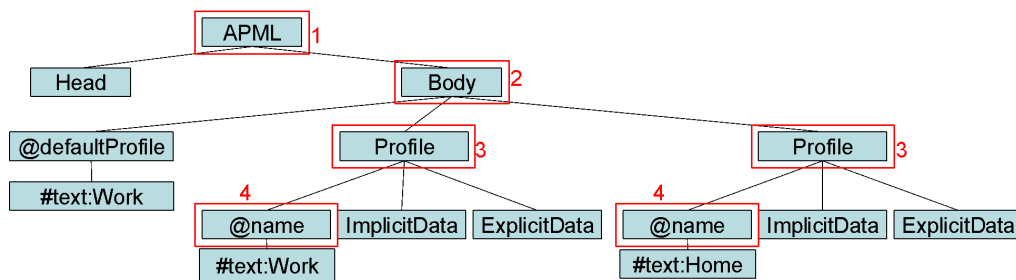 APML 1
Head Body 2
@defaultProfile Profile 3 Profile 3
#text:Work 4 4
@name ImplicitData ExplicitData @name ImplicitData ExplicitData
#text:Work #text:Home